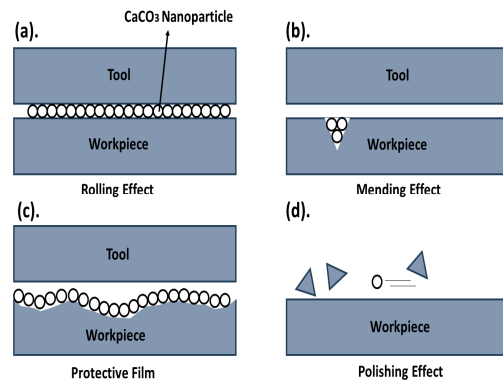 CaCO₃ Nanoparticle
(a).
Tool
Workpiece
Rolling Effect
(b).
Tool
Workpiece
Mending Effect
(c).
Tool
Workpiece
Protective Film
(d).
Workpiece
Polishing Effect